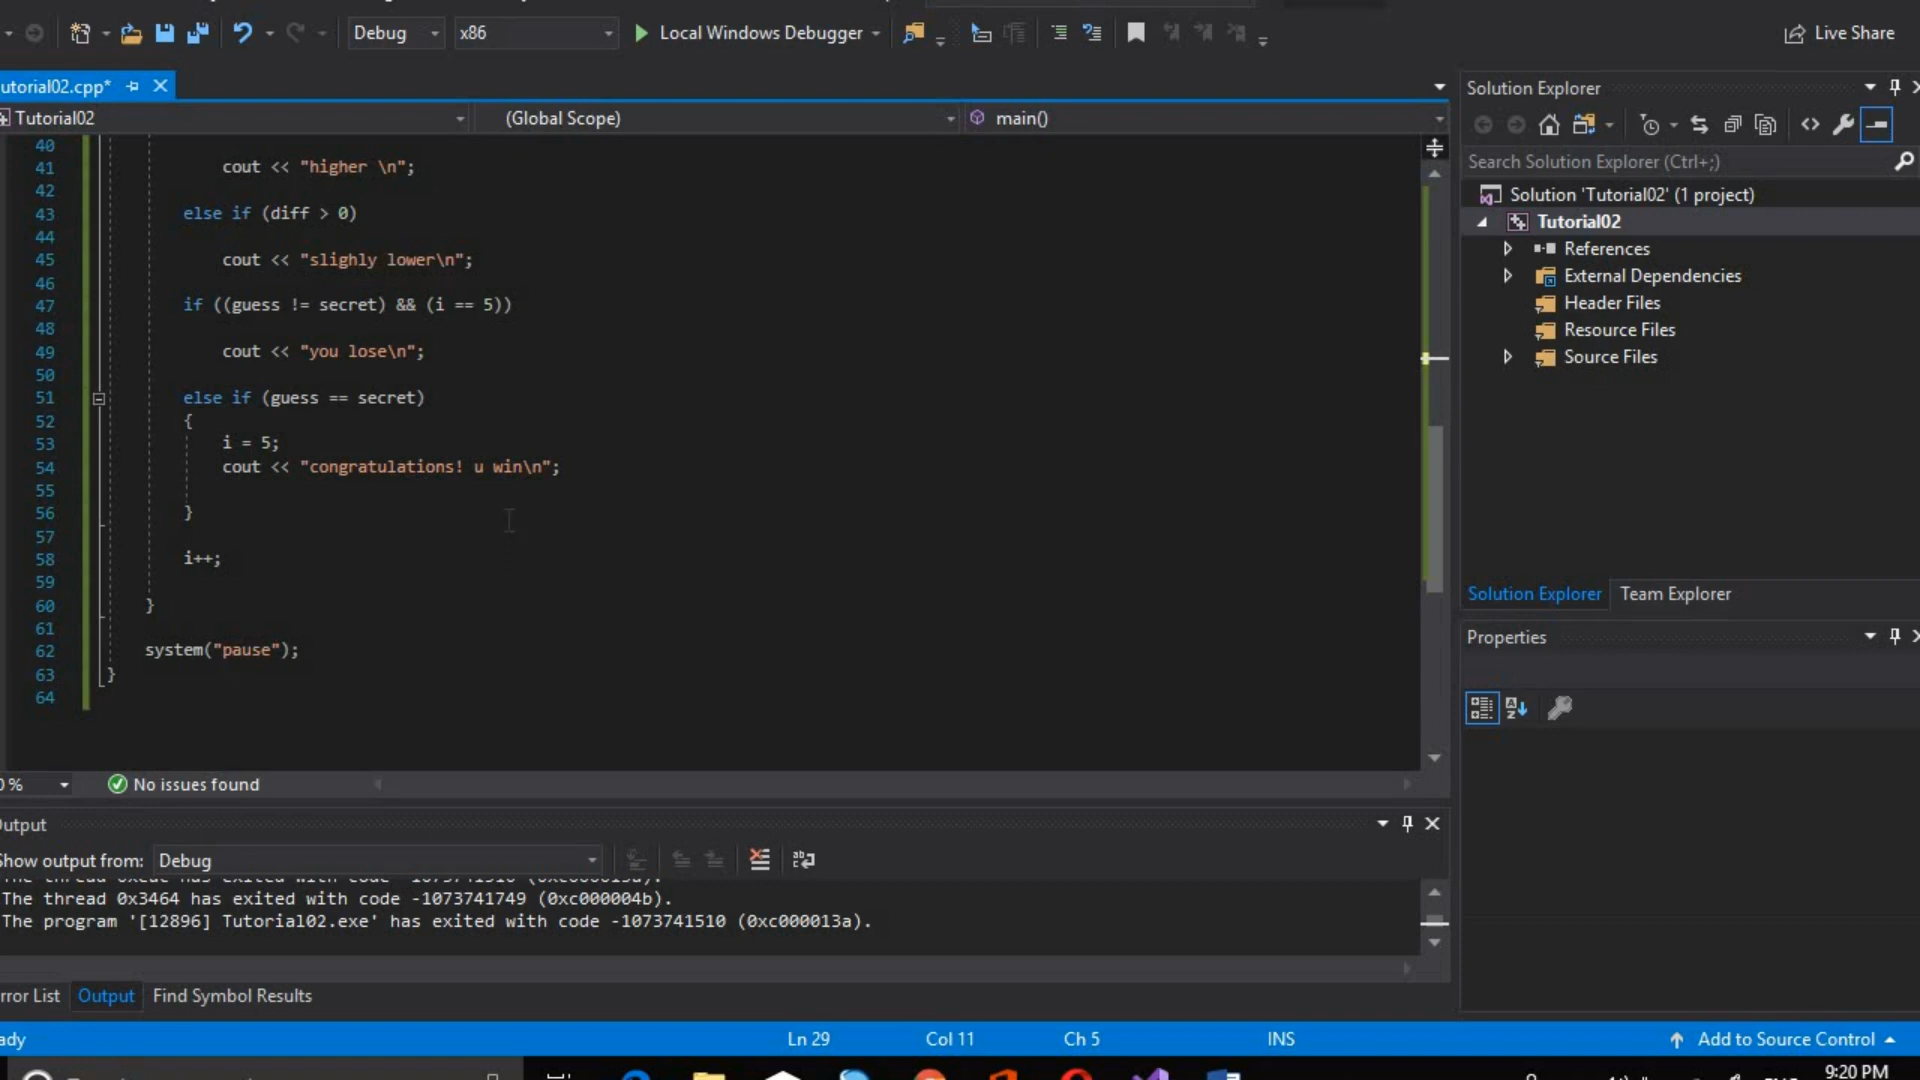 Debug
x86
Local Windows Debugger
Live Share
utorial02.cpp*
Tutorial02
(Global Scope)
main()
40
41 cout << "higher \n";
42
43 else if (diff > 0)
44
45 cout << "slighly lower\n";
46
47 if ((guess != secret) && (i == 5))
48
49 cout << "you lose\n";
50
51 else if (guess == secret)
52 {
53 i = 5;
54 cout << "congratulations! u win\n";
55
56 }
57
58 i++;
59
60 }
61
62 system("pause");
63 }
64
0 %
No issues found
Output
Show output from: Debug
The thread 0x3464 has exited with code -1073741749 (0xc000004b).
The program '[12896] Tutorial02.exe' has exited with code -1073741510 (0xc000013a).
rror List
Output
Find Symbol Results
ady
Ln 29
Col 11
Ch 5
INS
Add to Source Control
9:20 PM
Solution Explorer
Search Solution Explorer (Ctrl+;)
Solution 'Tutorial02' (1 project)
Tutorial02
References
External Dependencies
Header Files
Resource Files
Source Files
Solution Explorer
Team Explorer
Properties